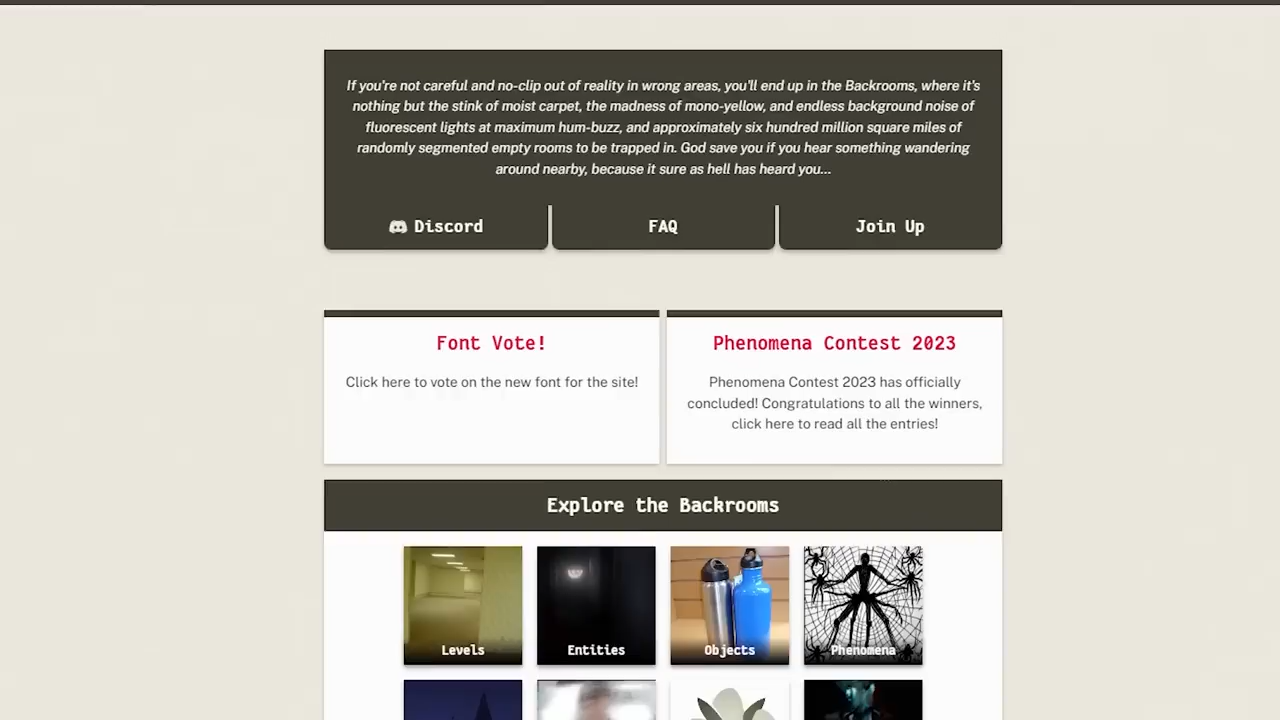 If you're not careful and no-clip out of reality in wrong areas, you'll end up in the Backrooms, where it's
nothing but the stink of moist carpet, the madness of mono-yellow, and endless background noise of
fluorescent lights at maximum hum-buzz, and approximately six hundred million square miles of
randomly segmented empty rooms to be trapped in. God save you if you hear something wandering
around nearby, because it sure as hell has heard you...
Discord
FAQ
Join Up
Font Vote!
Click here to vote on the new font for the site!
Phenomena Contest 2023
Phenomena Contest 2023 has officially
concluded! Congratulations to all the winners,
click here to read all the entries!
Explore the Backrooms
Levels
Entities
Objects
Phenomena